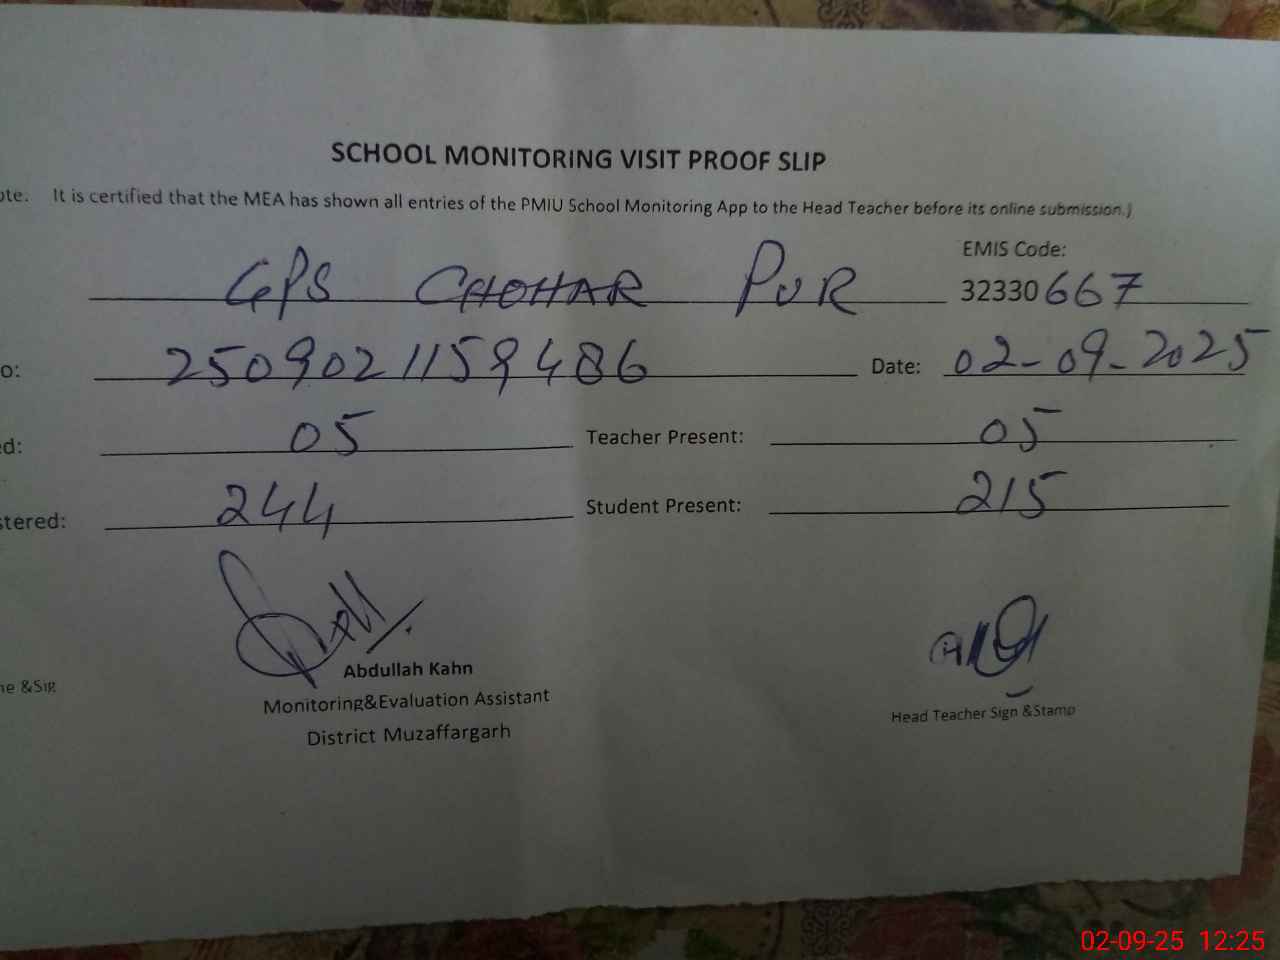 SCHOOL MONITORING VISIT PROOF SLIP
ote. It is certified that the MEA has shown all entries of the PMIU School Monitoring App to the Head Teacher before its online submission.)
EMIS Code:
GPS CHOHAR PUR 32330667
o: 2509021159486 Date: 02-09-2025
d: 05 Teacher Present: 05
stered: 244 Student Present: 215
Abdullah Kahn
ne &Sig Monitoring&Evaluation Assistant
District Muzaffargarh
Head Teacher Sign &Stamp
02-09-25 12:25